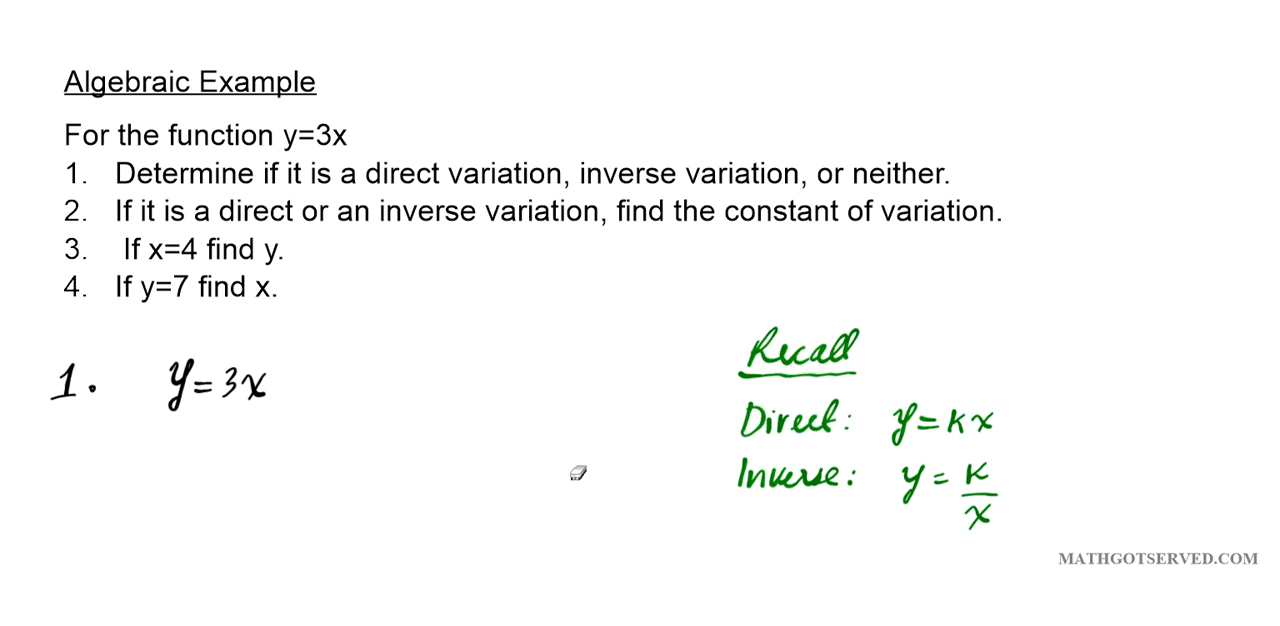 Algebraic Example
For the function y=3x
1. Determine if it is a direct variation, inverse variation, or neither.
2. If it is a direct or an inverse variation, find the constant of variation.
3. If x=4 find y.
4. If y=7 find x.
1. y=3x
Recall
Direct: y=kx
Inverse: y=k/x
MATHGOTSERVED.COM